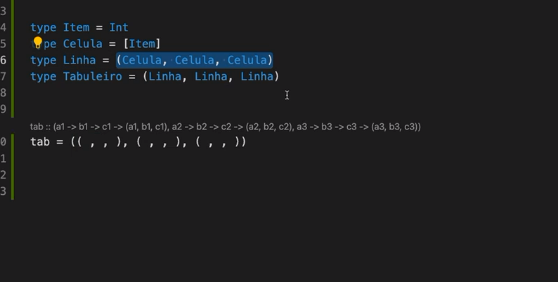 3
4 type Item = Int
5 ype Celula = [Item]
6 type Linha = (Celula, Celula, Celula)
7 type Tabuleiro = (Linha, Linha, Linha)
8
9
tab :: (a1 -> b1 -> c1 -> (a1, b1, c1), a2 -> b2 -> c2 -> (a2, b2, c2), a3 -> b3 -> c3 -> (a3, b3, c3))
0 tab = (( , , ), ( , , ), ( , , ))
1
2
3